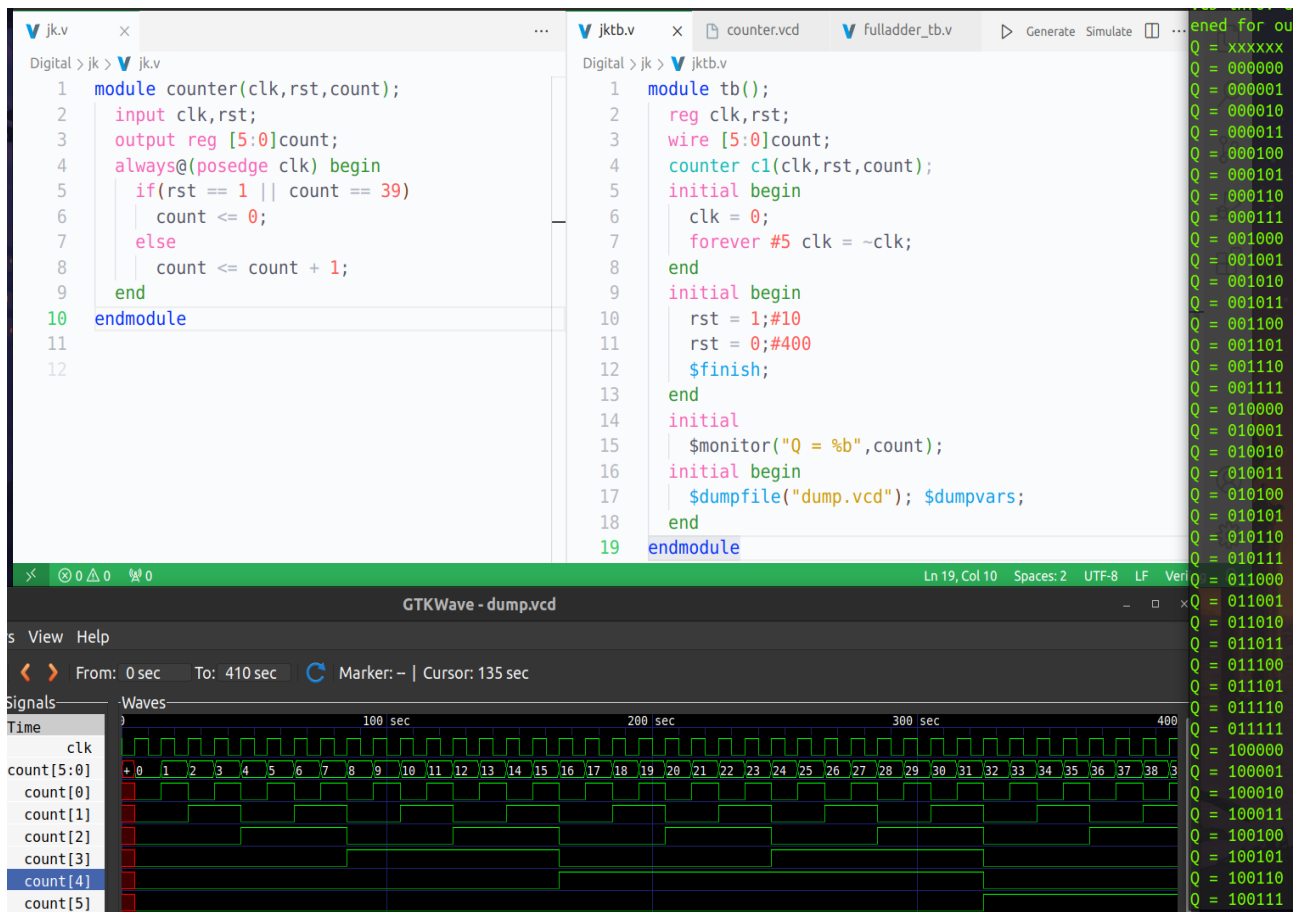 jk.v
Digital > jk > jk.v
1 module counter(clk,rst,count);
2 input clk,rst;
3 output reg [5:0]count;
4 always@(posedge clk) begin
5 if(rst == 1 || count == 39)
6 count <= 0;
7 else
8 count <= count + 1;
9 end
10 endmodule
11
12
jktb.v counter.vcd fulladder_tb.v Generate Simulate
Digital > jk > jktb.v
1 module tb();
2 reg clk,rst;
3 wire [5:0]count;
4 counter c1(clk,rst,count);
5 initial begin
6 clk = 0;
7 forever #5 clk = ~clk;
8 end
9 initial begin
10 rst = 1;#10
11 rst = 0;#400
12 $finish;
13 end
14 initial
15 $monitor("Q = %b",count);
16 initial begin
17 $dumpfile("dump.vcd"); $dumpvars;
18 end
19 endmodule
0 0 0 Ln 19, Col 10 Spaces: 2 UTF-8 LF Veri
GTKWave - dump.vcd
s View Help
From: 0 sec To: 410 sec Marker: -- | Cursor: 135 sec
Signals Waves
Time 0 100 sec 200 sec 300 sec 400
clk
count[5:0] + 0 1 2 3 4 5 6 7 8 9 10 11 12 13 14 15 16 17 18 19 20 21 22 23 24 25 26 27 28 29 30 31 32 33 34 35 36 37 38 3
count[0]
count[1]
count[2]
count[3]
count[4]
count[5]
ened for ou
Q = xxxxxx
Q = 000000
Q = 000001
Q = 000010
Q = 000011
Q = 000100
Q = 000101
Q = 000110
Q = 000111
Q = 001000
Q = 001001
Q = 001010
Q = 001011
Q = 001100
Q = 001101
Q = 001110
Q = 001111
Q = 010000
Q = 010001
Q = 010010
Q = 010011
Q = 010100
Q = 010101
Q = 010110
Q = 010111
Q = 011000
Q = 011001
Q = 011010
Q = 011011
Q = 011100
Q = 011101
Q = 011110
Q = 011111
Q = 100000
Q = 100001
Q = 100010
Q = 100011
Q = 100100
Q = 100101
Q = 100110
Q = 100111